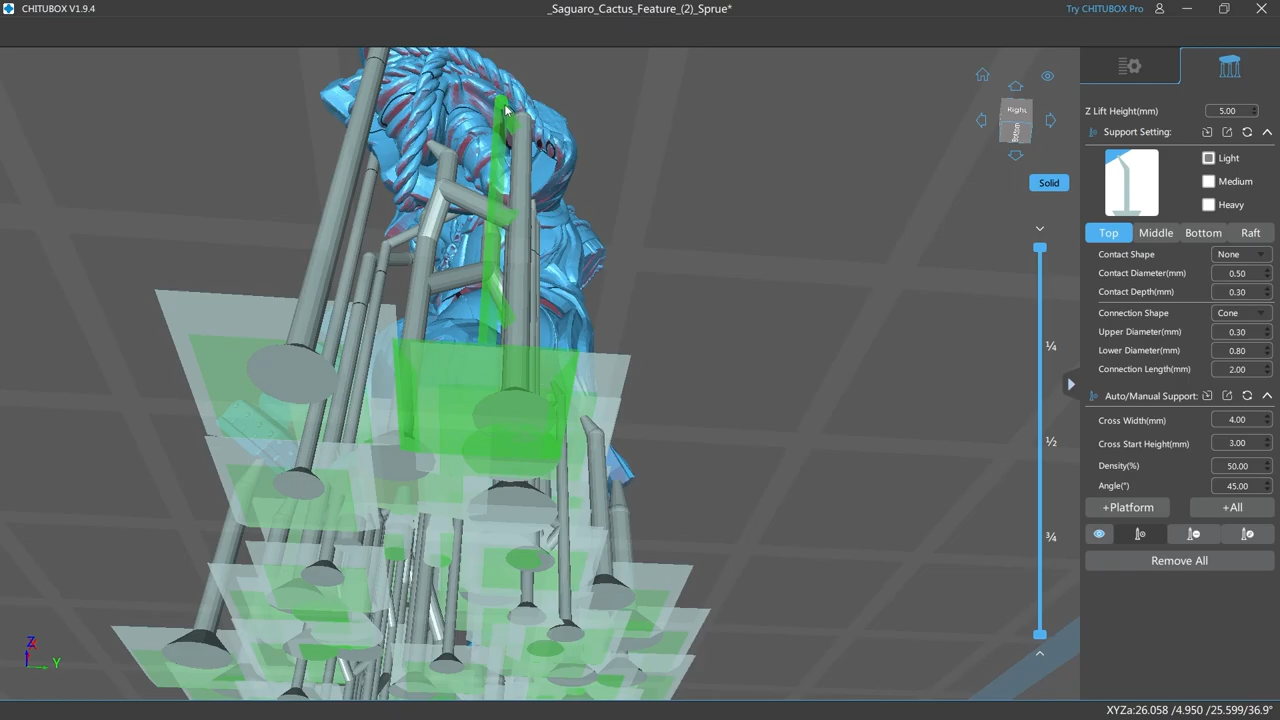 CHITUBOX V1.9.4
_Saguaro_Cactus_Feature_(2)_Sprue*
Try CHITUBOX Pro
Right
Bottom
Solid
¼
½
¾
Z Lift Height(mm) 5.00
Support Setting:
Light
Medium
Heavy
Top Middle Bottom Raft
Contact Shape None
Contact Diameter(mm) 0.50
Contact Depth(mm) 0.30
Connection Shape Cone
Upper Diameter(mm) 0.30
Lower Diameter(mm) 0.80
Connection Length(mm) 2.00
Auto/Manual Support:
Cross Width(mm) 4.00
Cross Start Height(mm) 3.00
Density(%) 50.00
Angle(°) 45.00
+Platform +All
Remove All
Z
Y
XYZa:26.058 /4.950 /25.599/36.9°